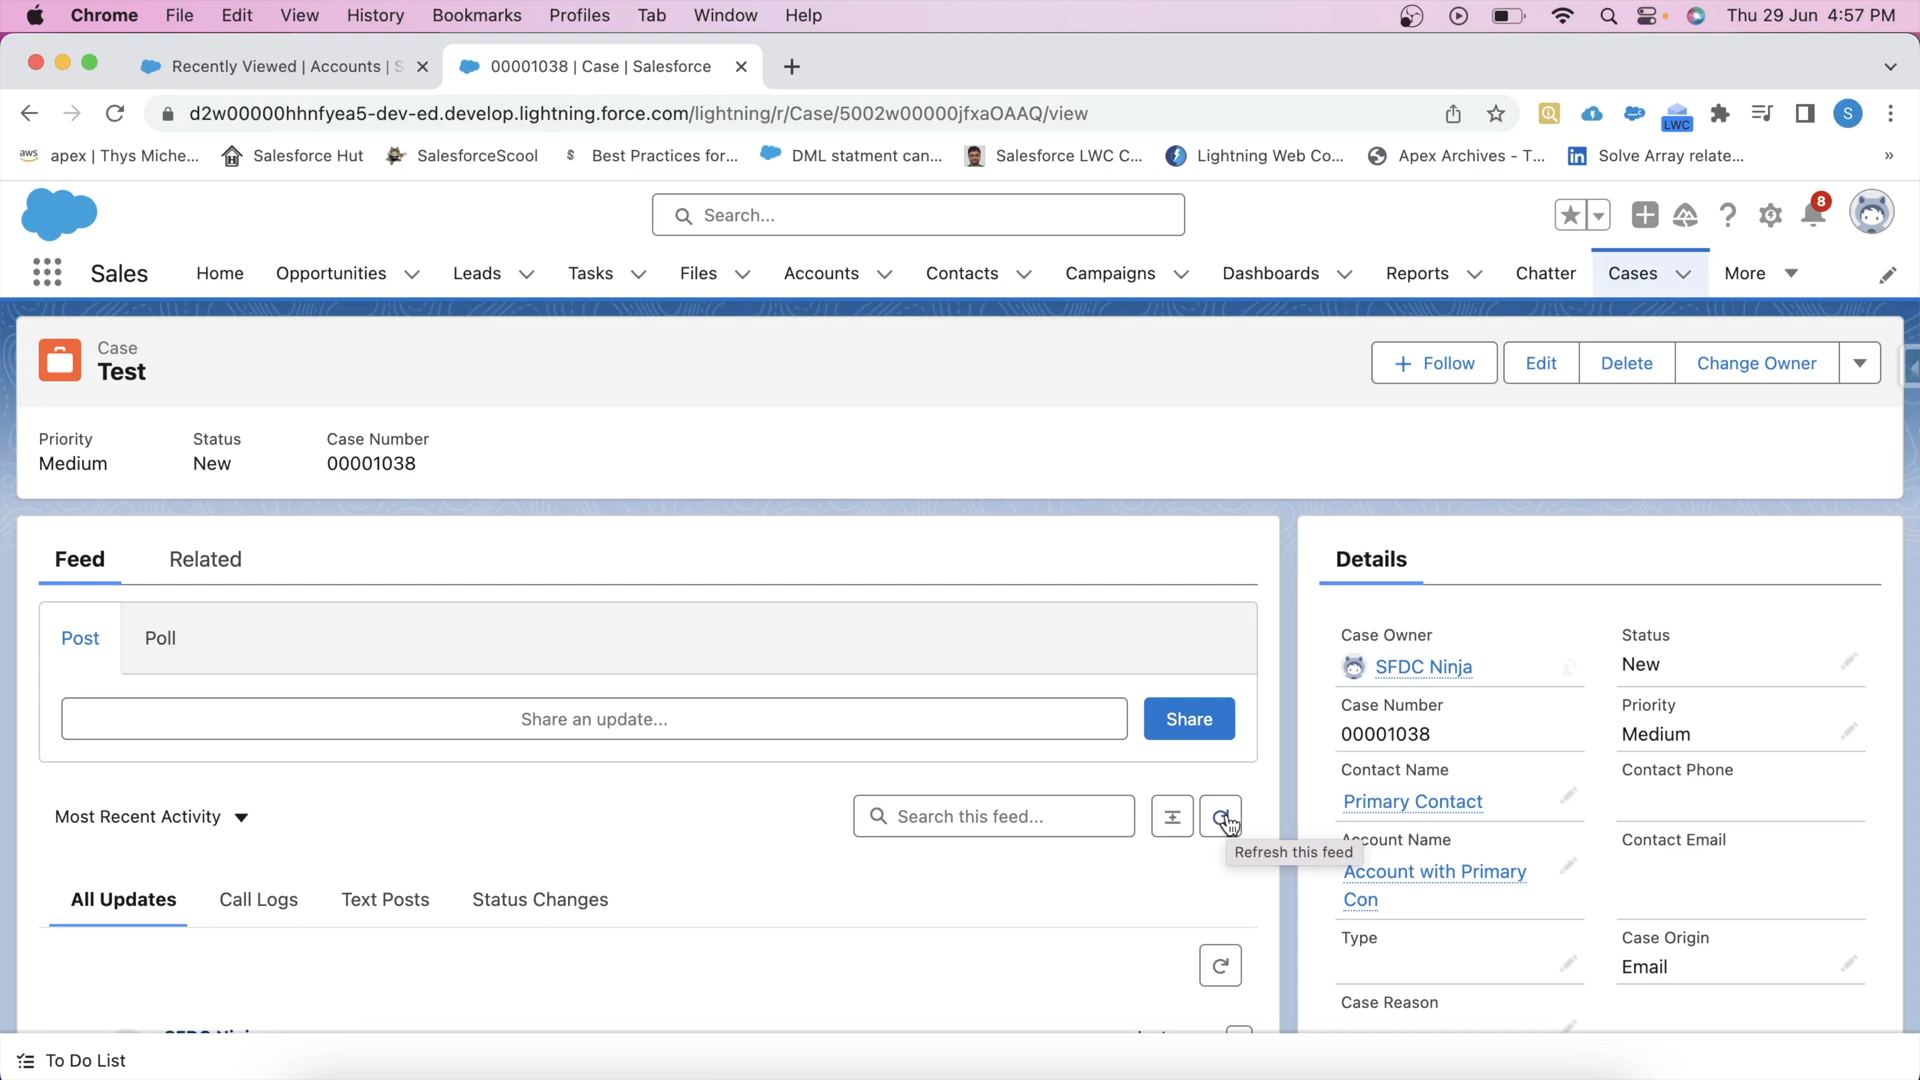 Chrome File Edit View History Bookmarks Profiles Tab Window Help Thu 29 Jun 4:57 PM
Recently Viewed | Accounts | S 00001038 | Case | Salesforce
d2w00000hhnfyea5-dev-ed.develop.lightning.force.com/lightning/r/Case/5002w00000jfxaOAAQ/view LWC S
aws apex | Thys Miche... Salesforce Hut SalesforceScool $ Best Practices for... DML statment can... Salesforce LWC C... Lightning Web Co... Apex Archives - T... in Solve Array relate... »
Search... 8
Sales Home Opportunities Leads Tasks Files Accounts Contacts Campaigns Dashboards Reports Chatter Cases More
Case
Test
Follow Edit Delete Change Owner
Priority Status Case Number
Medium New 00001038
Feed Related
Post Poll
Share an update... Share
Most Recent Activity Search this feed...
Refresh this feed
All Updates Call Logs Text Posts Status Changes
Details
Case Owner Status
SFDC Ninja New
Case Number Priority
00001038 Medium
Contact Name Contact Phone
Primary Contact
Account Name Contact Email
Account with Primary
Con
Type Case Origin
Email
Case Reason
To Do List